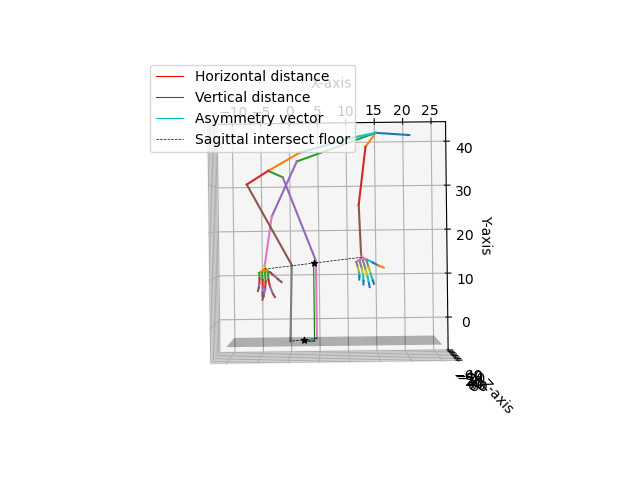 Horizontal distance
Vertical distance
Asymmetry vector
Sagittal intersect floor
X-axis
−10 −5 0 5 10 15 20 25
40
30
20
10
0
Y-axis
Z-axis